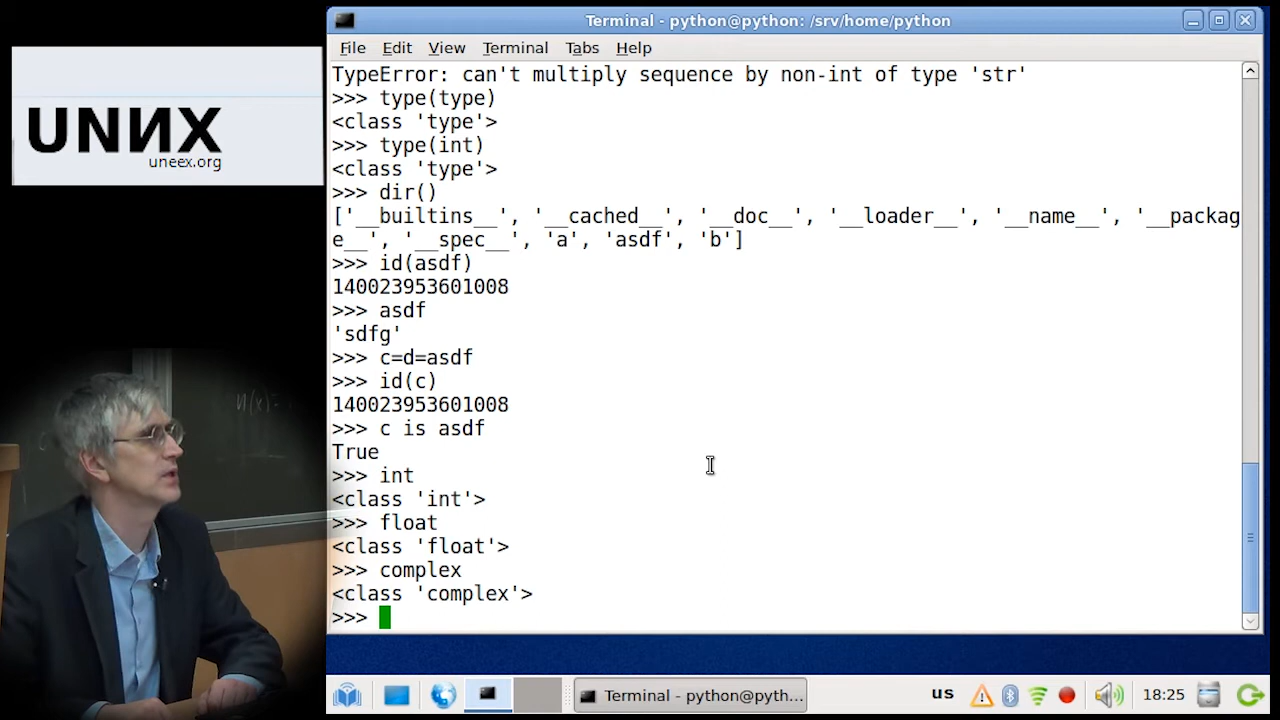 UNИX
uneex.org
Terminal - python@python: /srv/home/python
File Edit View Terminal Tabs Help
TypeError: can't multiply sequence by non-int of type 'str'
>>> type(type)
<class 'type'>
>>> type(int)
<class 'type'>
>>> dir()
['__builtins__', '__cached__', '__doc__', '__loader__', '__name__', '__packag
e__', '__spec__', 'a', 'asdf', 'b']
>>> id(asdf)
140023953601008
>>> asdf
'sdfg'
>>> c=d=asdf
>>> id(c)
140023953601008
>>> c is asdf
True
>>> int
<class 'int'>
>>> float
<class 'float'>
>>> complex
<class 'complex'>
>>>
Terminal - python@pyth...
us
18:25